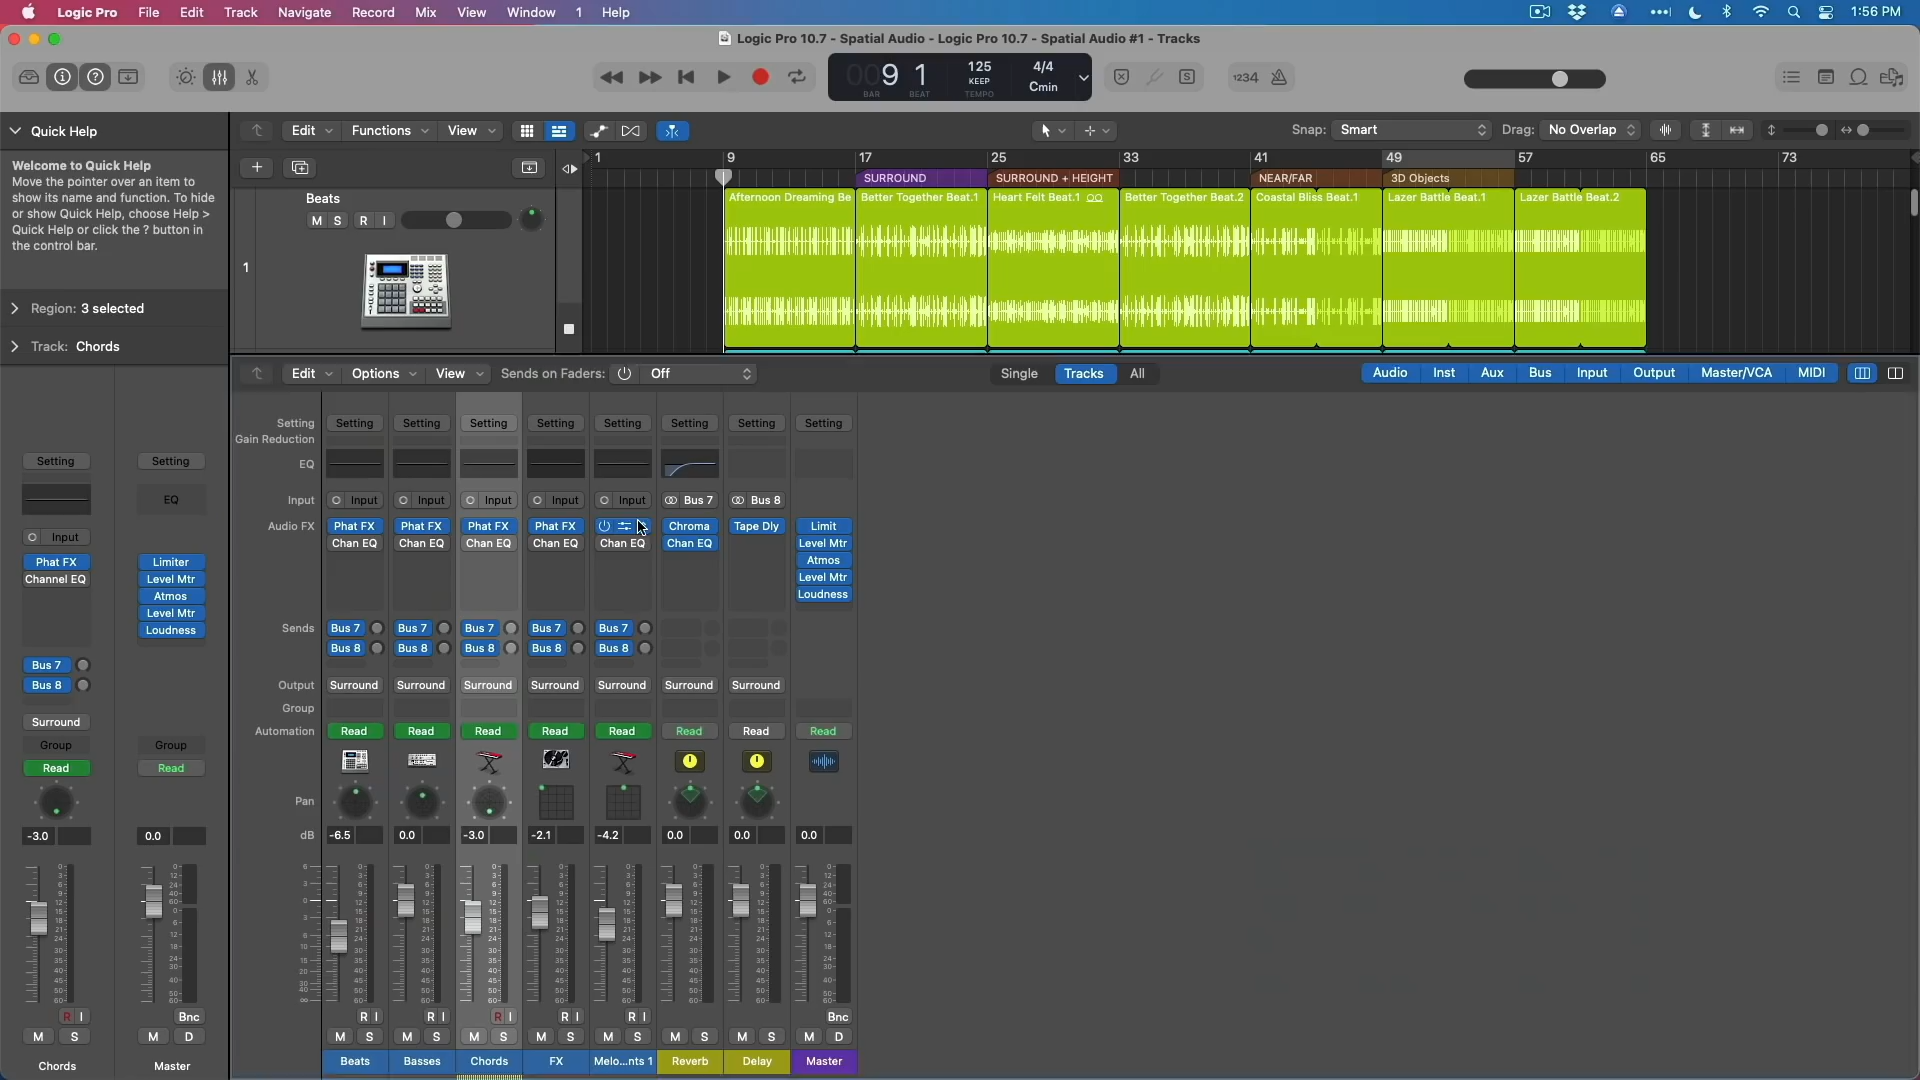 Logic Pro File Edit Track Navigate Record Mix View Window 1 Help 1:56 PM
Logic Pro 10.7 - Spatial Audio - Logic Pro 10.7 - Spatial Audio #1 - Tracks
009 1 125 4/4
KEEP Cmin
BAR BEAT TEMPO
1234
Quick Help
Edit Functions View
Snap: Smart Drag: No Overlap
Welcome to Quick Help
Move the pointer over an item to
show its name and function. To hide
or show Quick Help, choose Help >
Quick Help or click the ? button in
the control bar.
1 9 17 25 33 41 49 57 65 73
SURROUND SURROUND + HEIGHT NEAR/FAR 3D Objects
Beats
Afternoon Dreaming Be Better Together Beat.1 Heart Felt Beat.1 Better Together Beat.2 Coastal Bliss Beat.1 Lazer Battle Beat.1 Lazer Battle Beat.2
M S R I
1
Region: 3 selected
Track: Chords
Edit Options View Sends on Faders: Off Single Tracks All Audio Inst Aux Bus Input Output Master/VCA MIDI
Setting Setting Setting Setting Setting Setting Setting Setting Setting
Gain Reduction
EQ
Input Input Input Input Input Input Bus 7 Bus 8
Audio FX Phat FX Phat FX Phat FX Phat FX Chroma Tape Dly Limit
Chan EQ Chan EQ Chan EQ Chan EQ Chan EQ Chan EQ Level Mtr
Atmos
Level Mtr
Loudness
Sends Bus 7 Bus 7 Bus 7 Bus 7 Bus 7
Bus 8 Bus 8 Bus 8 Bus 8 Bus 8
Output Surround Surround Surround Surround Surround Surround Surround
Group
Automation Read Read Read Read Read Read Read Read
Pan
dB -6.5 0.0 -3.0 -2.1 -4.2 0.0 0.0 0.0
R I R I R I R I R I Bnc
M S M S M S M S M S M S M S M D
Beats Basses Chords FX Melo...nts 1 Reverb Delay Master
Setting Setting
EQ
Input
Phat FX Limiter
Channel EQ Level Mtr
Atmos
Level Mtr
Loudness
Bus 7
Bus 8
Surround
Group Group
Read Read
-3.0 0.0
R I Bnc
M S M D
Chords Master